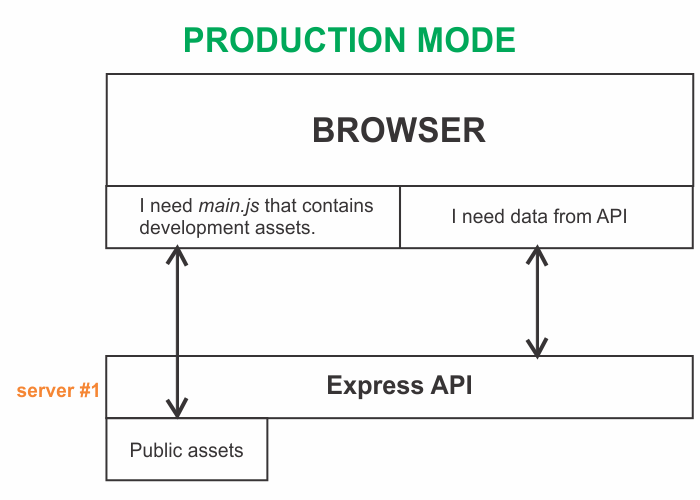 PRODUCTION MODE
BROWSER
I need main.js that contains
development assets.
I need data from API
server #1
Express API
Public assets